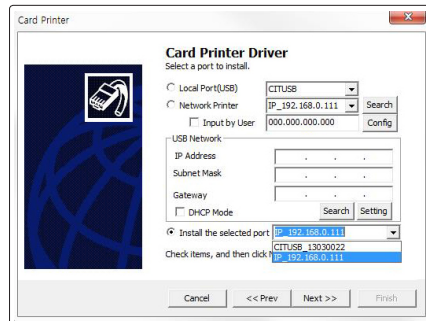 Card Printer
Card Printer Driver
Select a port to install.
Local Port(USB) CITUSB
Network Printer IP_192.168.0.111 Search
Input by User 000.000.000.000 Config
USB Network
IP Address . . .
Subnet Mask . . .
Gateway . . .
DHCP Mode Search Setting
Install the selected port IP_192.168.0.111
CITUSB_13030022
Check items, and then click IP_192.168.0.111
Cancel << Prev Next >> Finish